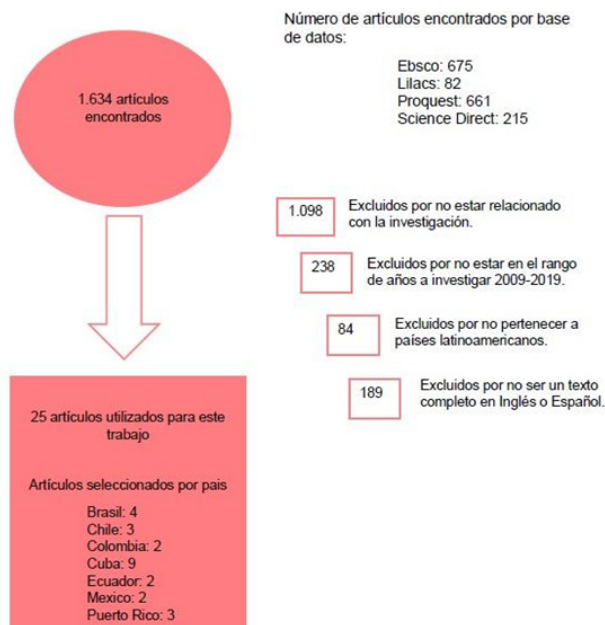 Número de artículos encontrados por base
de datos:
Ebsco: 675
Lilacs: 82
Proquest: 661
Science Direct: 215
1.634 artículos
encontrados
1.098
Excluidos por no estar relacionado
con la investigación.
238
Excluidos por no estar en el rango
de años a investigar 2009-2019.
84
Excluidos por no pertenecer a
países latinoamericanos.
189
Excluidos por no ser un texto
completo en Inglés o Español.
25 artículos utilizados para este
trabajo
Artículos seleccionados por pais
Brasil: 4
Chile: 3
Colombia: 2
Cuba: 9
Ecuador: 2
Mexico: 2
Puerto Rico: 3